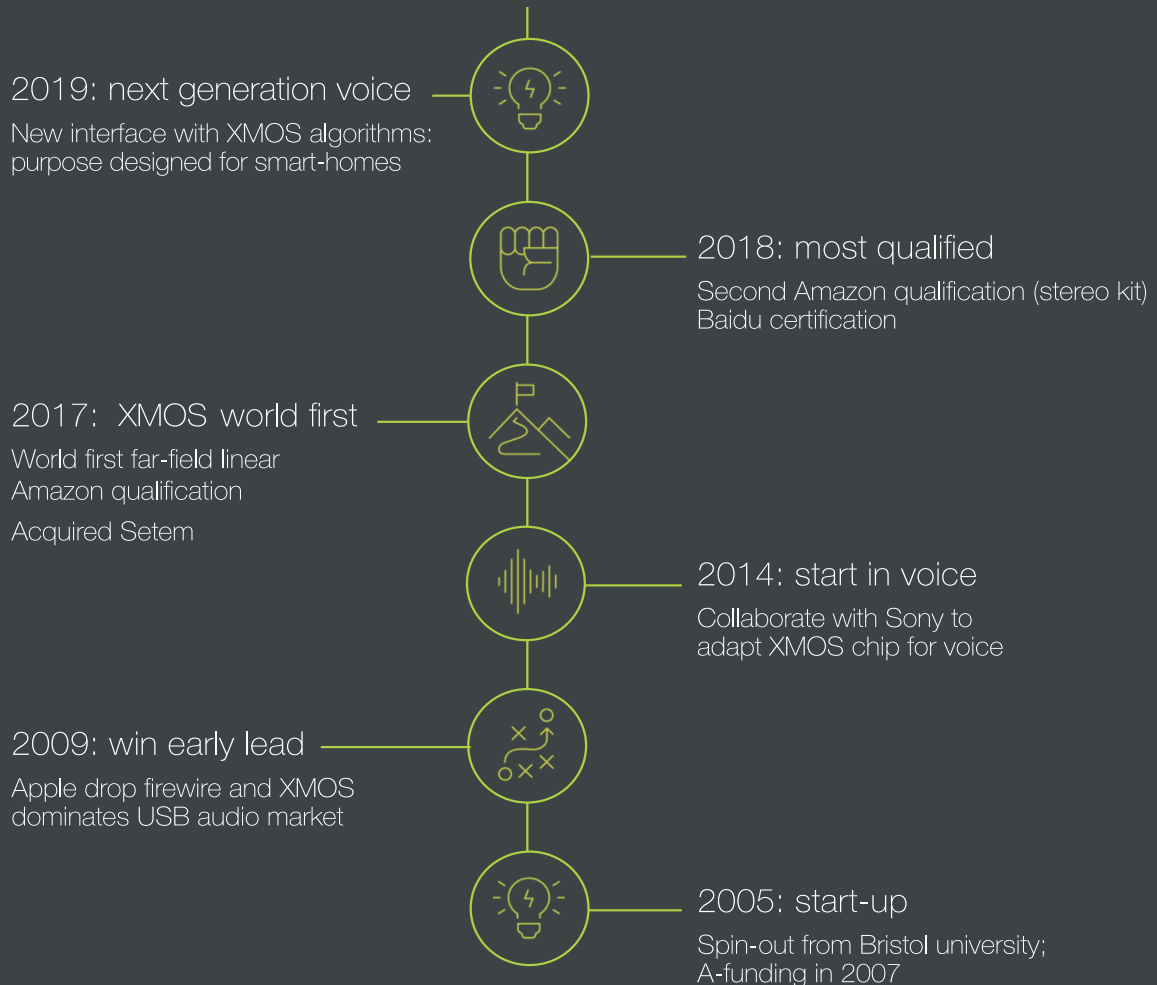 2019: next generation voice
New interface with XMOS algorithms:
purpose designed for smart-homes
2018: most qualified
Second Amazon qualification (stereo kit)
Baidu certification
2017: XMOS world first
World first far-field linear
Amazon qualification
Acquired Setem
2014: start in voice
Collaborate with Sony to
adapt XMOS chip for voice
2009: win early lead
Apple drop firewire and XMOS
dominates USB audio market
2005: start-up
Spin-out from Bristol university;
A-funding in 2007